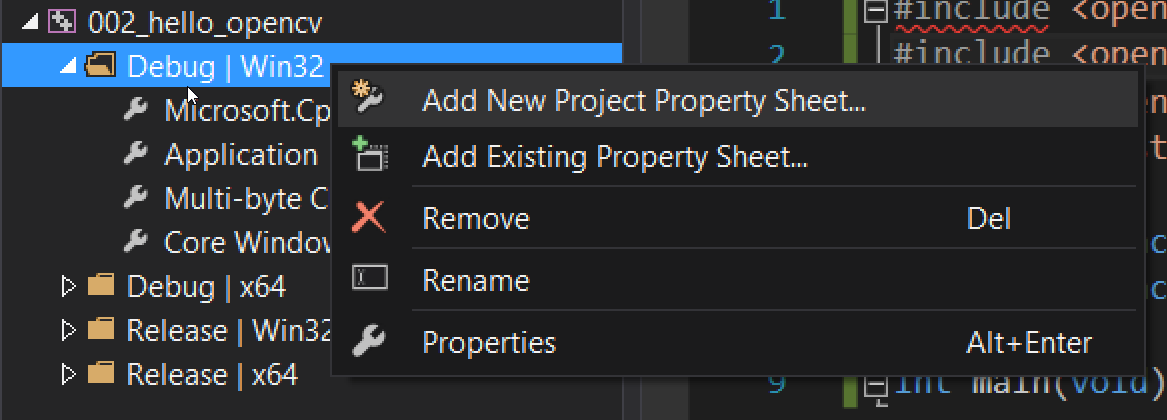 002_hello_opencv
Debug | Win32
Microsoft.Cp
Application
Multi-byte C
Core Window
Debug | x64
Release | Win32
Release | x64
Add New Project Property Sheet...
Add Existing Property Sheet...
Remove Del
Rename
Properties Alt+Enter
1 #include <open
2 #include <open
9 int main(void)